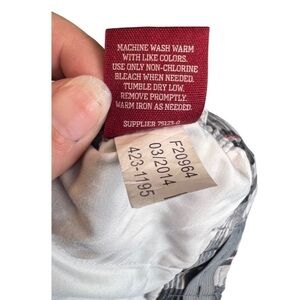 MACHINE WASH WARM
WITH LIKE COLORS.
USE ONLY NON-CHLORINE
BLEACH WHEN NEEDED.
TUMBLE DRY LOW.
REMOVE PROMPTLY.
WARM IRON AS NEEDED.
SUPPLIER
F20964
03/2014
423-1195